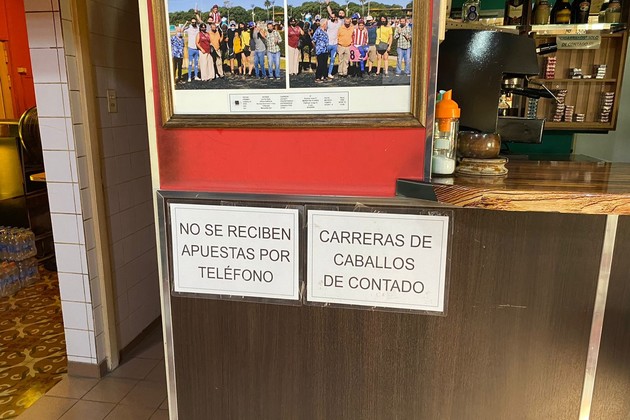 NO SE RECIBEN
APUESTAS POR
TELÉFONO
CARRERAS DE
CABALLOS
DE CONTADO